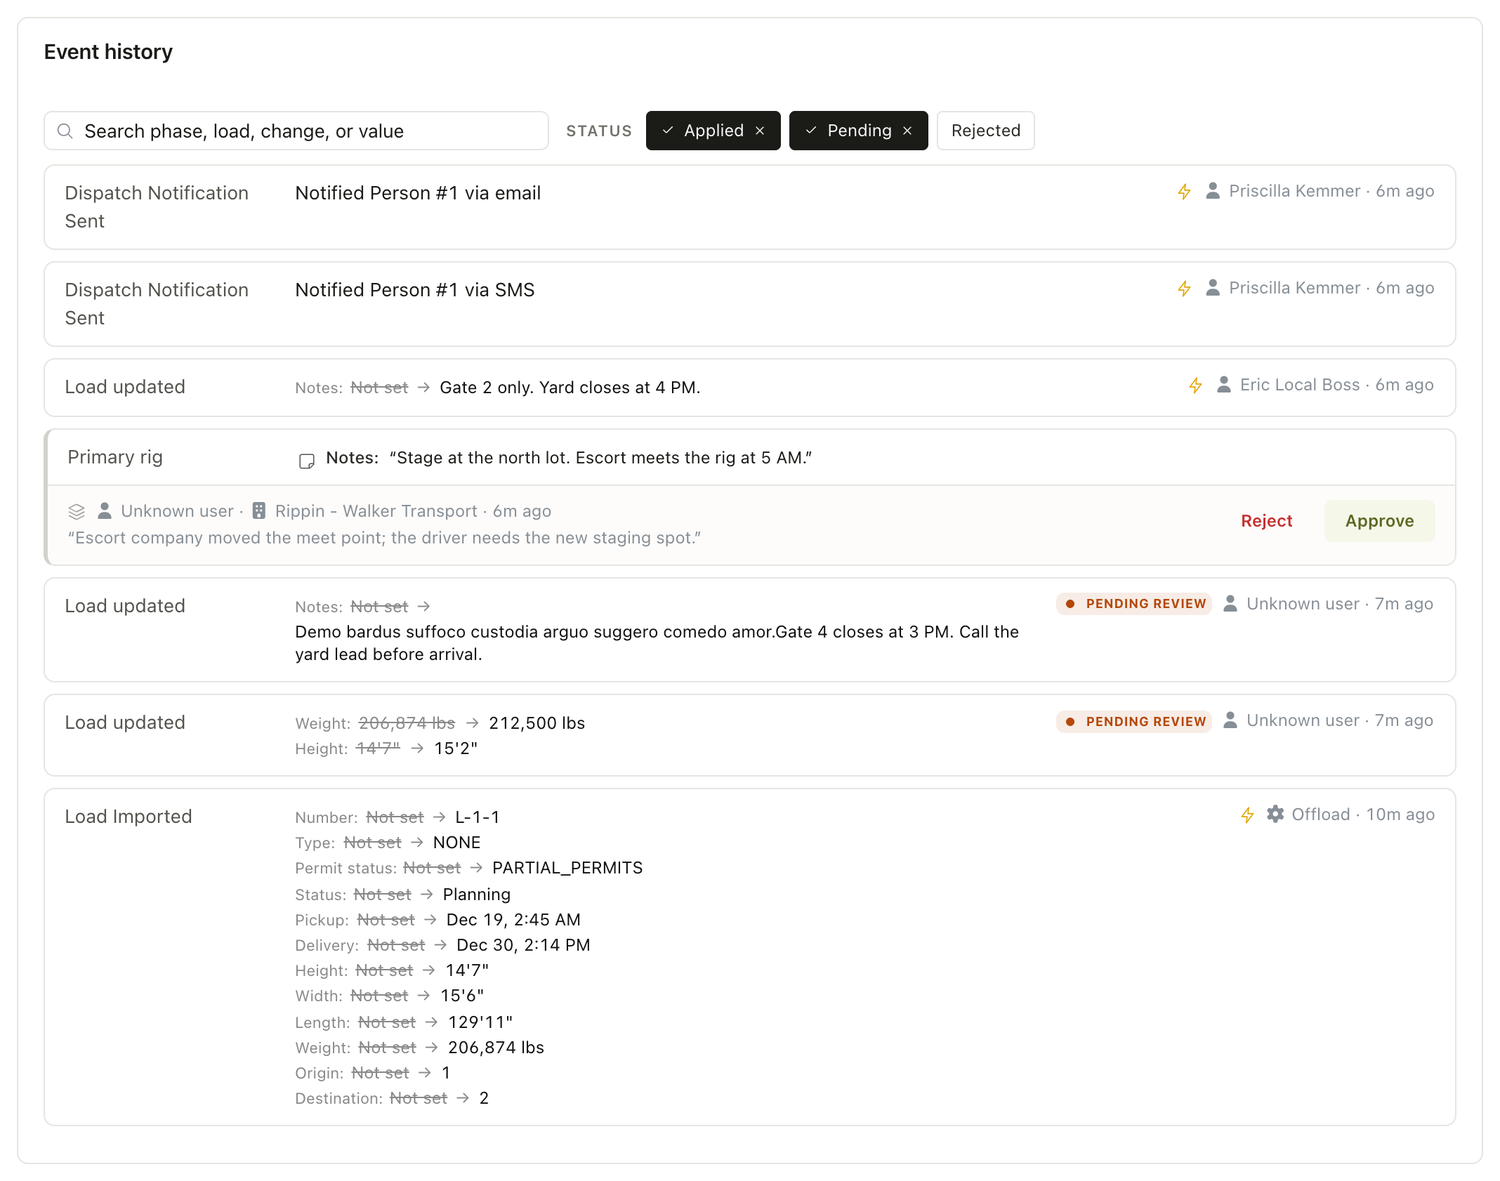 Event history
Search phase, load, change, or value
STATUS
Applied
Pending
Rejected
Dispatch Notification Sent
Notified Person #1 via email
Priscilla Kemmer · 6m ago
Dispatch Notification Sent
Notified Person #1 via SMS
Priscilla Kemmer · 6m ago
Load updated
Notes: Not set → Gate 2 only. Yard closes at 4 PM.
Eric Local Boss · 6m ago
Primary rig
Notes: “Stage at the north lot. Escort meets the rig at 5 AM.”
Unknown user · Rippin - Walker Transport · 6m ago
“Escort company moved the meet point; the driver needs the new staging spot.”
Reject
Approve
Load updated
Notes: Not set →
Demo bardus suffoco custodia arguo suggero comedo amor.Gate 4 closes at 3 PM. Call the
yard lead before arrival.
PENDING REVIEW
Unknown user · 7m ago
Load updated
Weight: 206,874 lbs → 212,500 lbs
Height: 14'7" → 15'2"
PENDING REVIEW
Unknown user · 7m ago
Load Imported
Number: Not set → L-1-1
Type: Not set → NONE
Permit status: Not set → PARTIAL_PERMITS
Status: Not set → Planning
Pickup: Not set → Dec 19, 2:45 AM
Delivery: Not set → Dec 30, 2:14 PM
Height: Not set → 14'7"
Width: Not set → 15'6"
Length: Not set → 129'11"
Weight: Not set → 206,874 lbs
Origin: Not set → 1
Destination: Not set → 2
Offload · 10m ago